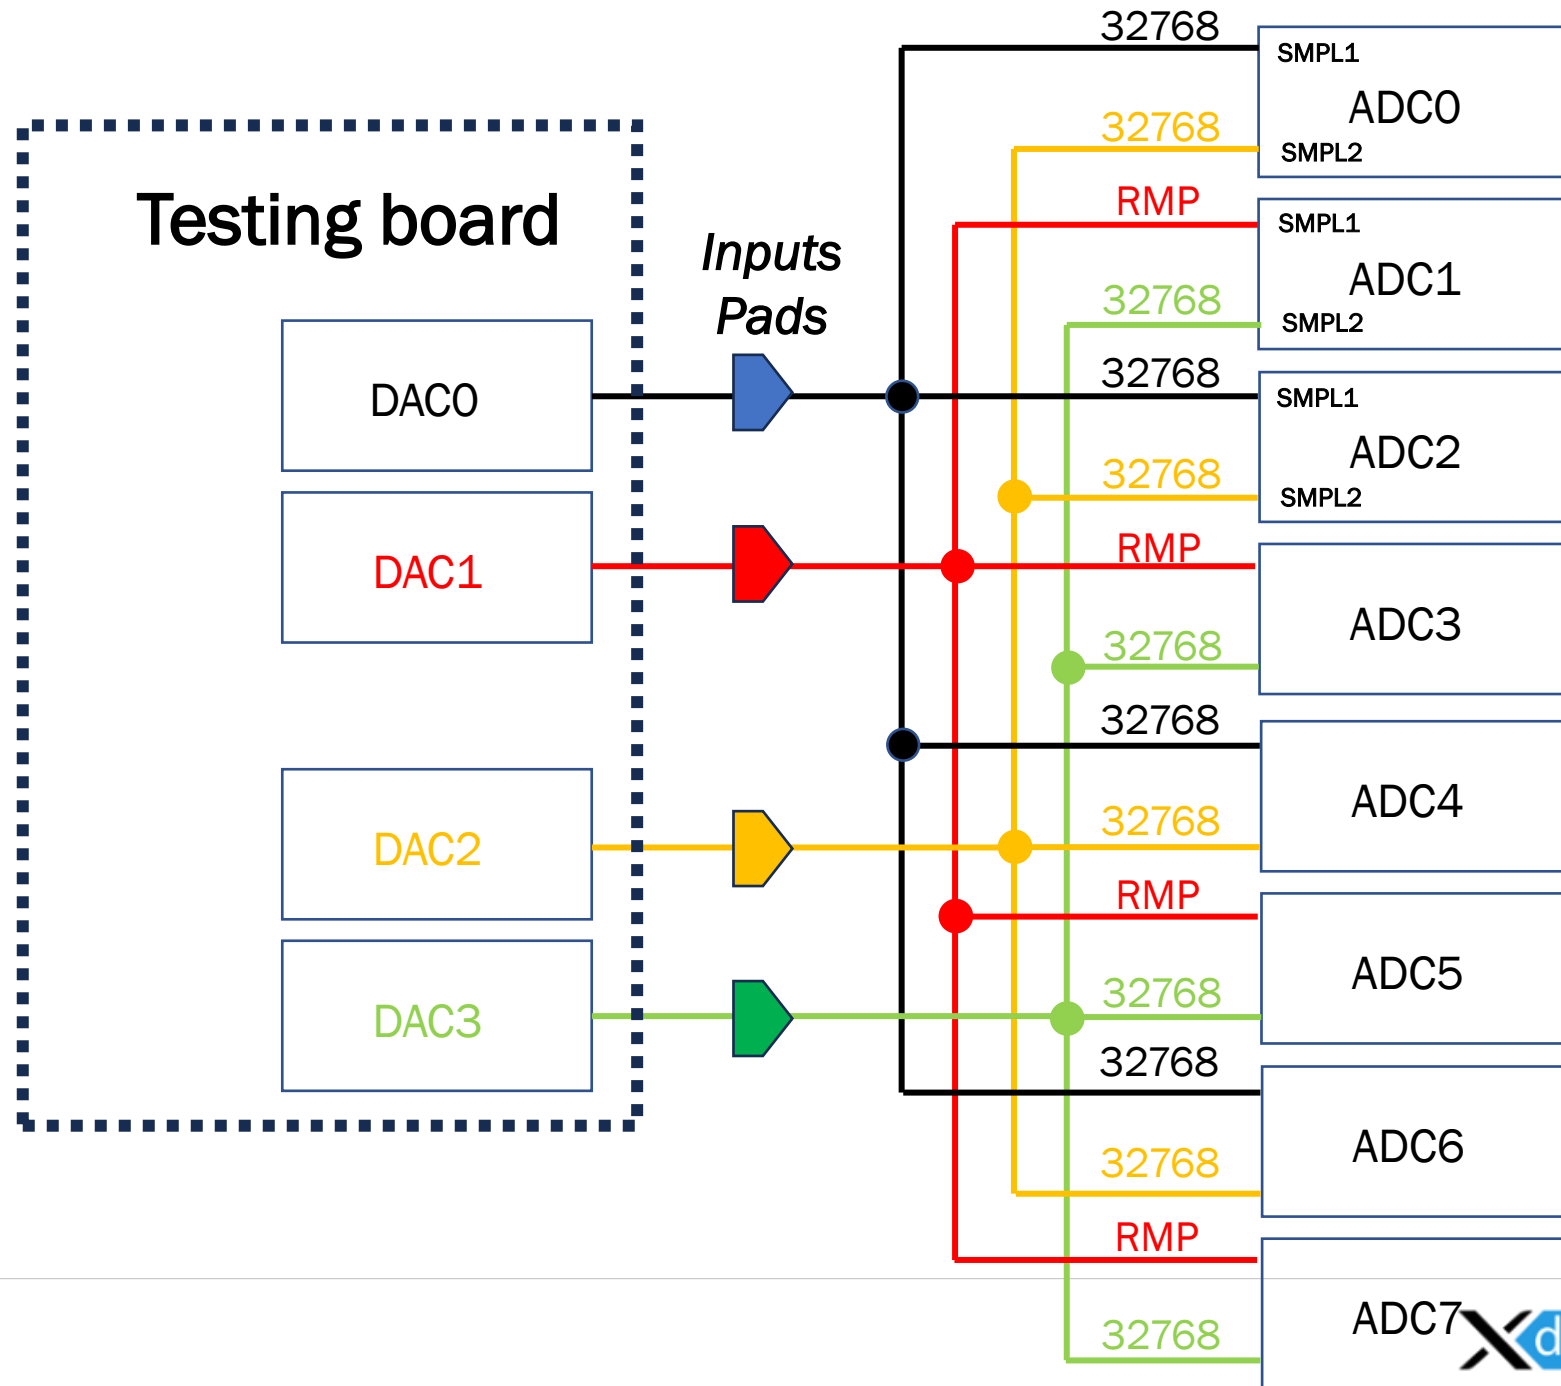 32768
SMPL1
ADC0
32768
SMPL2
Testing board
RMP
SMPL1
Inputs
Pads
ADC1
32768
SMPL2
DAC0
32768
SMPL1
ADC2
32768
SMPL2
DAC1
RMP
ADC3
32768
32768
ADC4
DAC2
32768
RMP
ADC5
DAC3
32768
32768
ADC6
32768
RMP
ADC7
32768
Xd